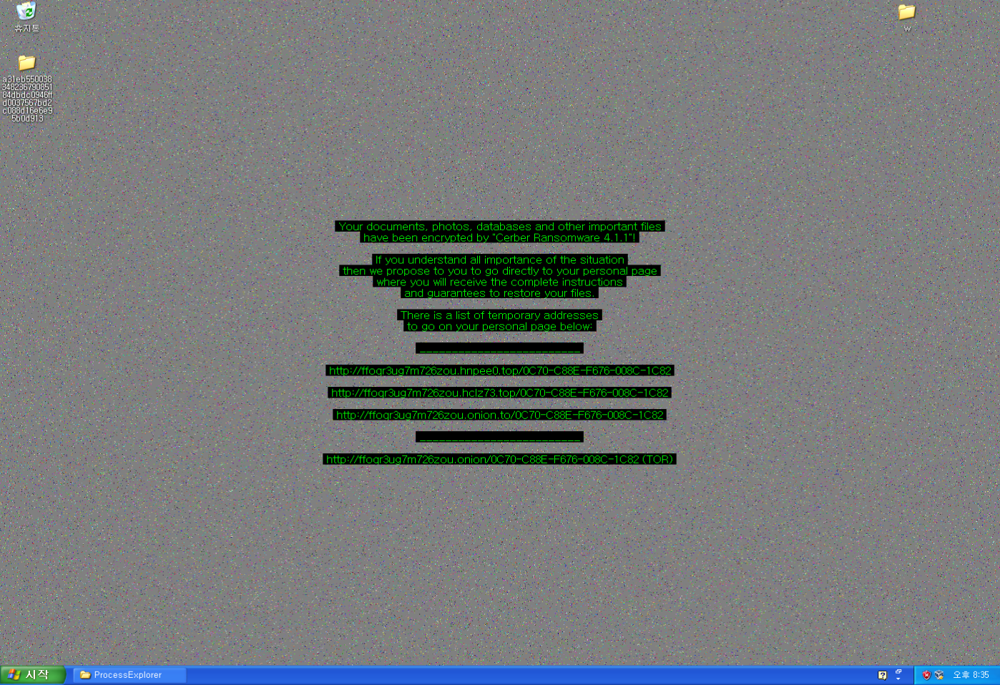 휴지통
w
a31eb550038
348236790851
84dbdc0946ff
d0037567bd2
c088d16e6e9
5b0d913
Your documents, photos, databases and other important files
have been encrypted by "Cerber Ransomware 4.1.1"!
If you understand all importance of the situation
then we propose to you to go directly to your personal page
where you will receive the complete instructions
and guarantees to restore your files.
There is a list of temporary addresses
to go on your personal page below:
http://ffoqr3ug7m726zou.hnpee0.top/0C70-C88E-F676-008C-1C82
http://ffoqr3ug7m726zou.hclz73.top/0C70-C88E-F676-008C-1C82
http://ffoqr3ug7m726zou.onion.to/0C70-C88E-F676-008C-1C82
http://ffoqr3ug7m726zou.onion/0C70-C88E-F676-008C-1C82 (TOR)
시작
ProcessExplorer
오후 8:35